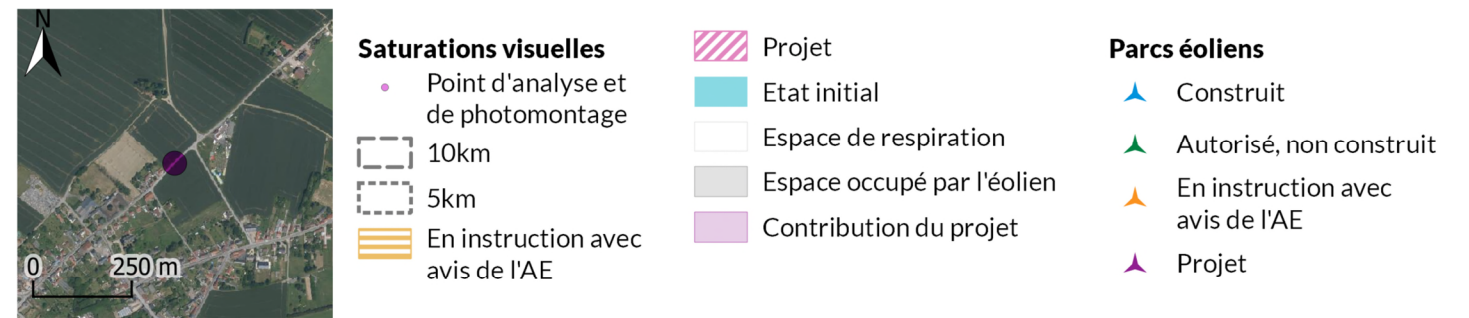 N
0 250 m
Saturations visuelles
Point d'analyse et
de photomontage
10km
5km
En instruction avec
avis de l'AE
Projet
Etat initial
Espace de respiration
Espace occupé par l'éolien
Contribution du projet
Parcs éoliens
Construit
Autorisé, non construit
En instruction avec
avis de l'AE
Projet